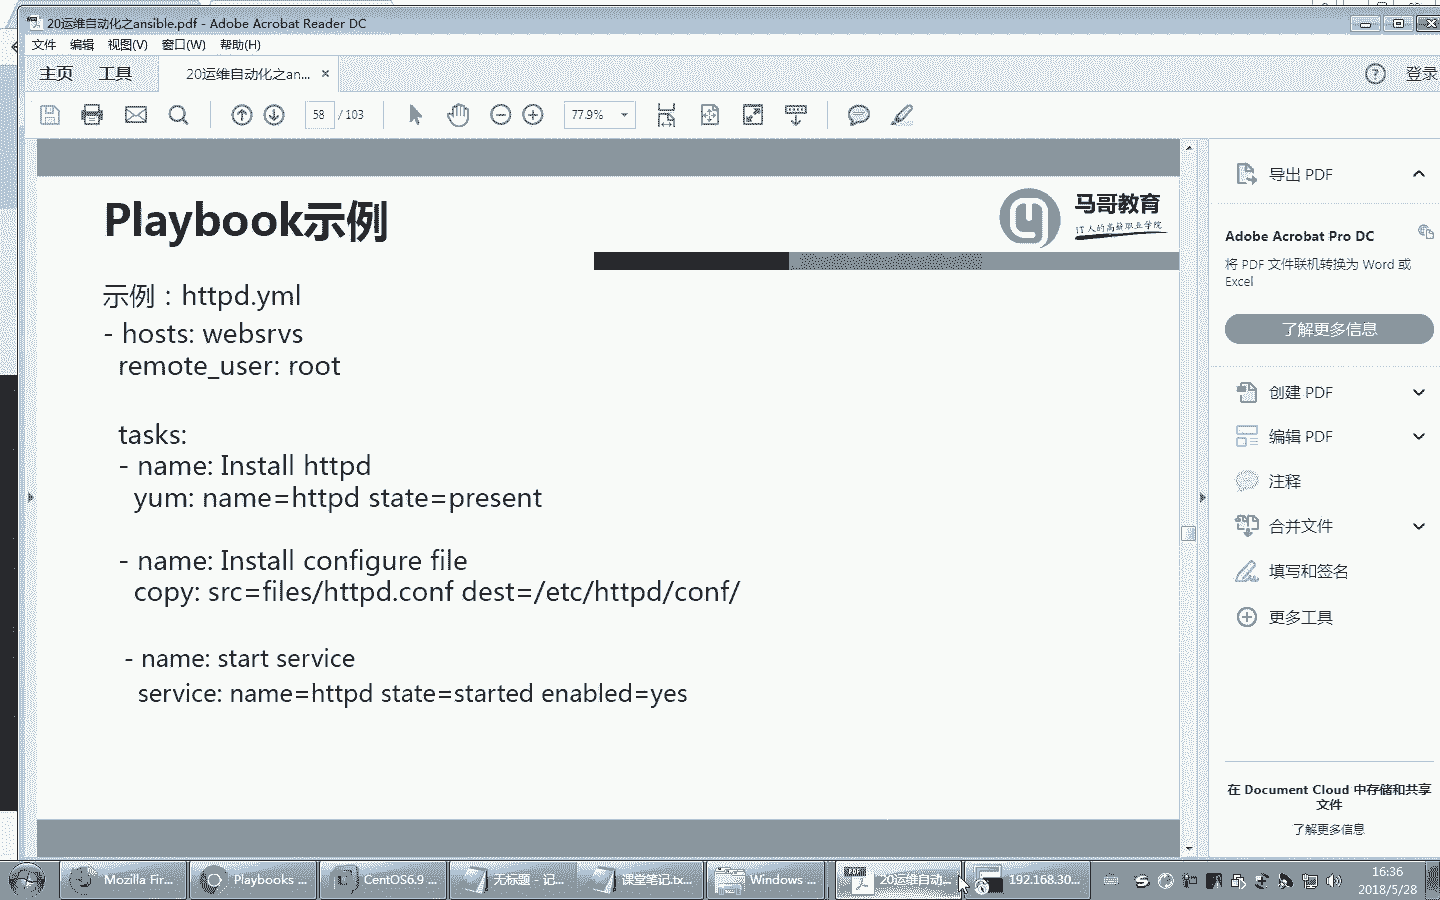 20运维自动化之ansible.pdf - Adobe Acrobat Reader DC
文件 编辑 视图(V) 窗口(W) 帮助(H)
主页 工具 20运维自动化之an... × ? 登录
58 / 103 77.9%
Playbook示例
马哥教育
IT人的高薪职业学院
示例：httpd.yml
- hosts: websrvs
remote_user: root
tasks:
- name: Install httpd
yum: name=httpd state=present
- name: Install configure file
copy: src=files/httpd.conf dest=/etc/httpd/conf/
- name: start service
service: name=httpd state=started enabled=yes
导出 PDF
Adobe Acrobat Pro DC
将 PDF 文件联机转换为 Word 或
Excel
了解更多信息
创建 PDF
编辑 PDF
注释
合并文件
填写和签名
更多工具
在 Document Cloud 中存储和共享
文件
了解更多信息
Mozilla Fir... Playbooks ... CentOS6.9 ... 无标题 - 记... 课堂笔记.tx... Windows ... 20运维自动... 192.168.30...
16:36
2018/5/28